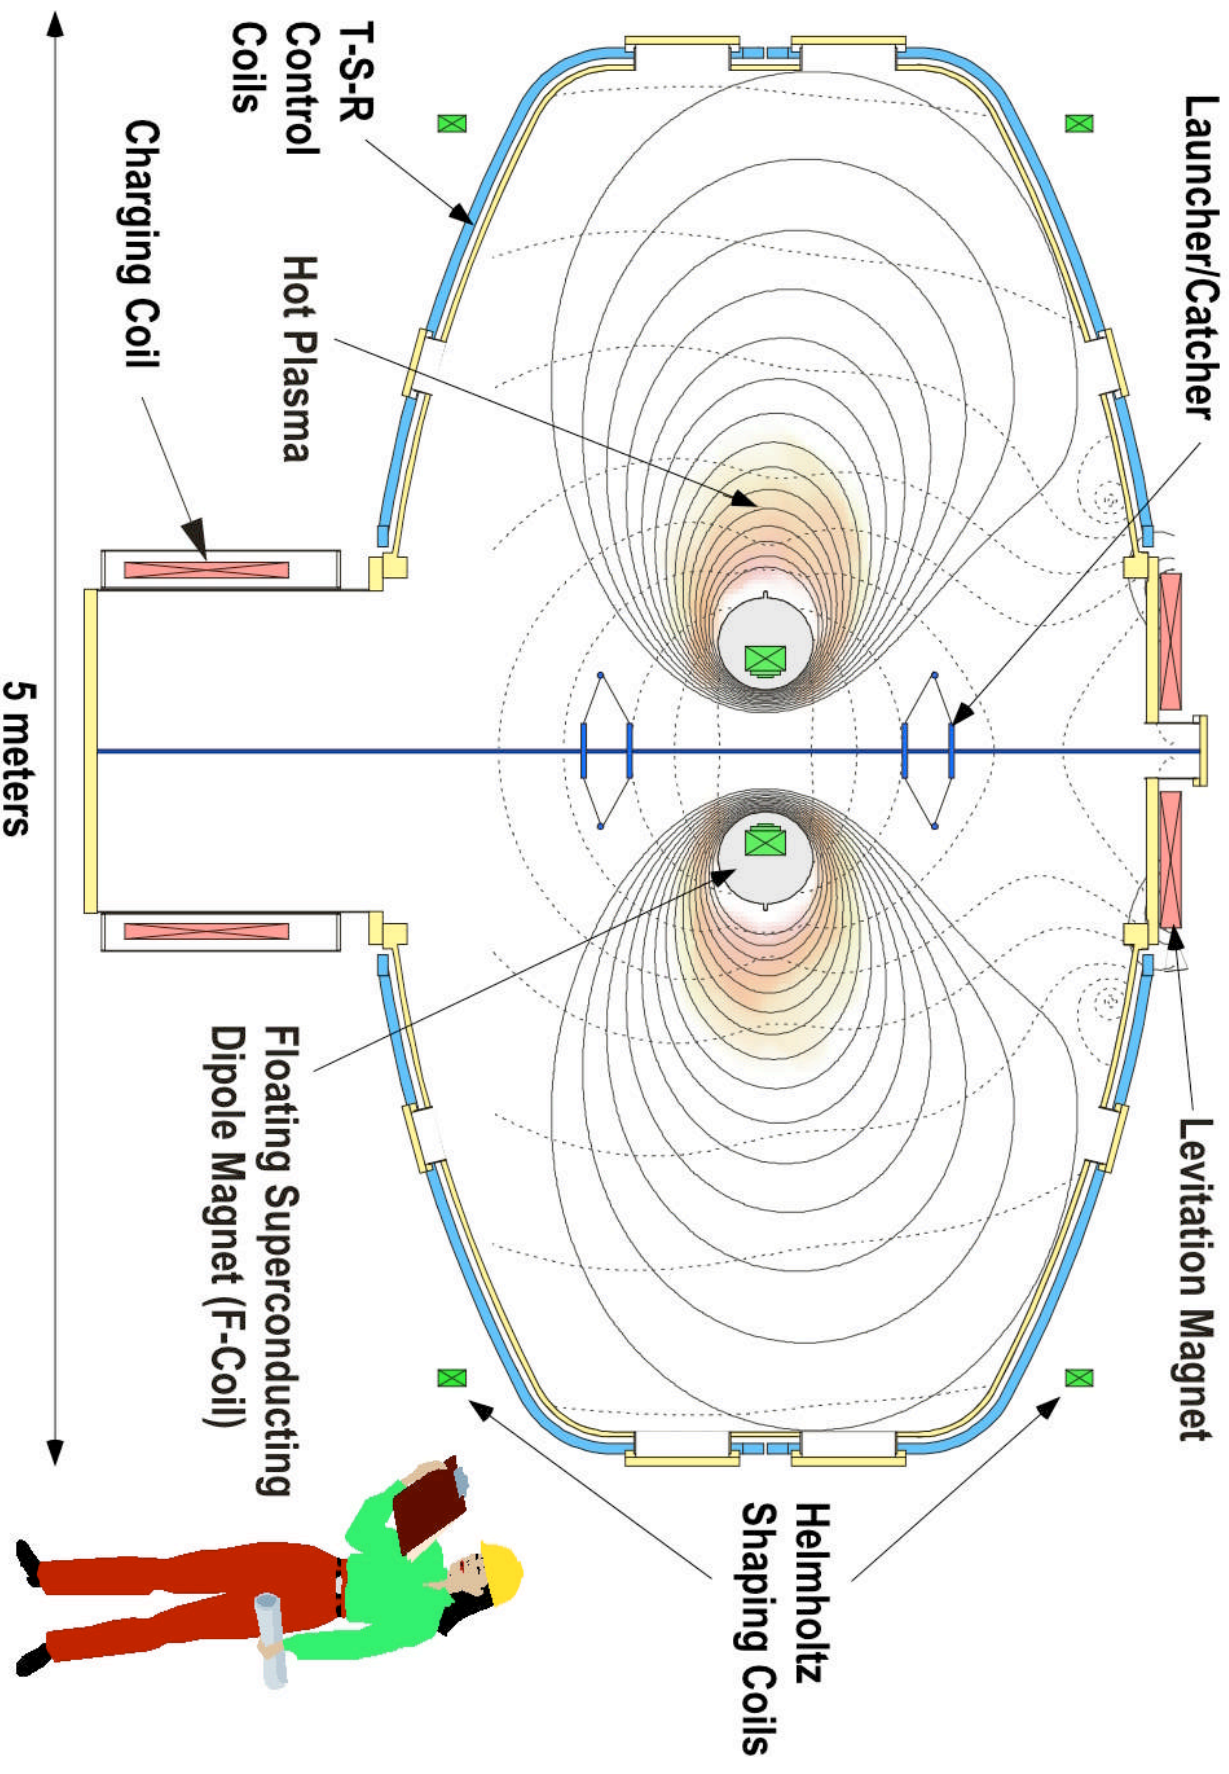 Launcher/Catcher
Levitation Magnet
T-S-R
Control
Coils
Hot Plasma
Charging Coil
Helmholtz
Shaping Coils
Floating Superconducting
Dipole Magnet (F-Coil)
5 meters